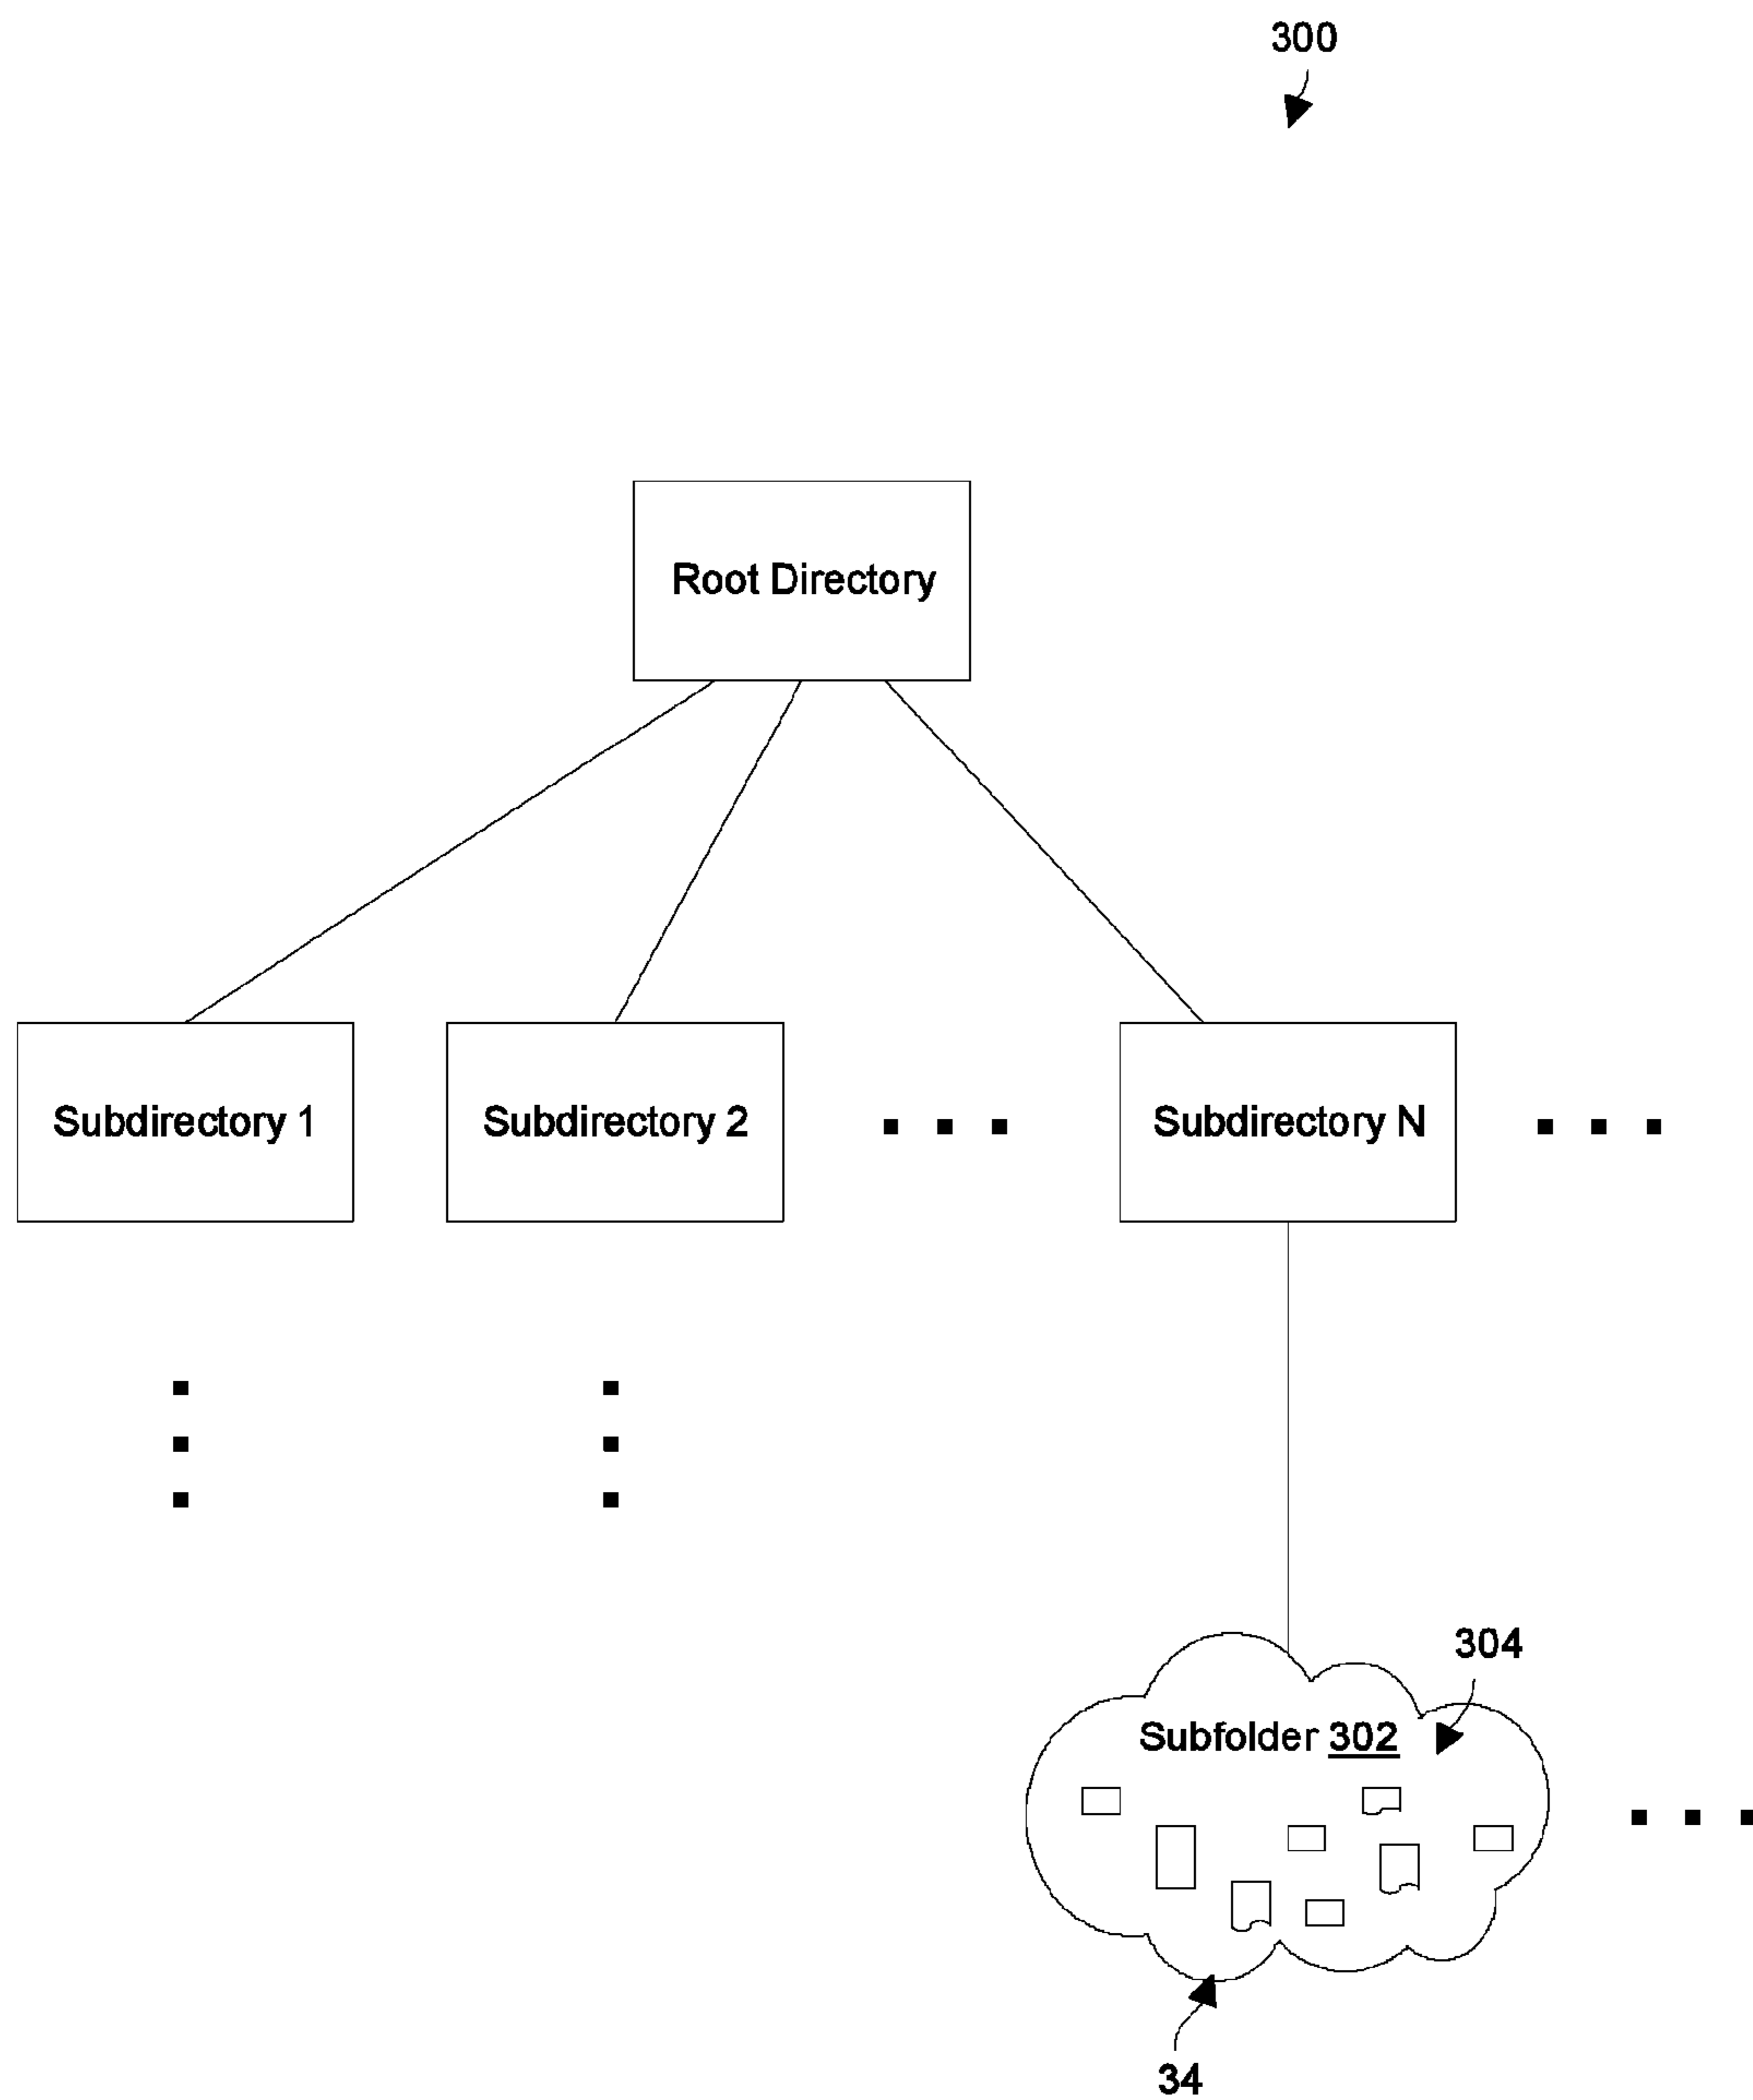 300
Root Directory
Subdirectory 1
Subdirectory 2
Subdirectory N
304
Subfolder 302
34